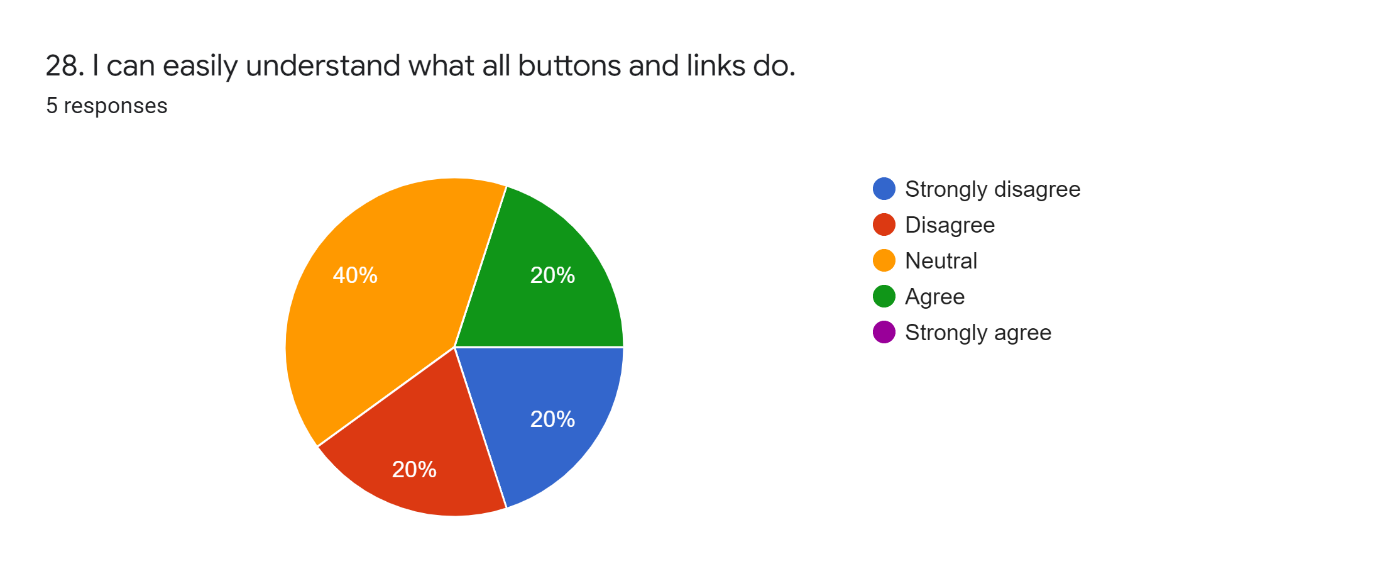 28. I can easily understand what all buttons and links do.
5 responses
Strongly disagree
Disagree
Neutral
Agree
Strongly agree
40%
20%
20%
20%